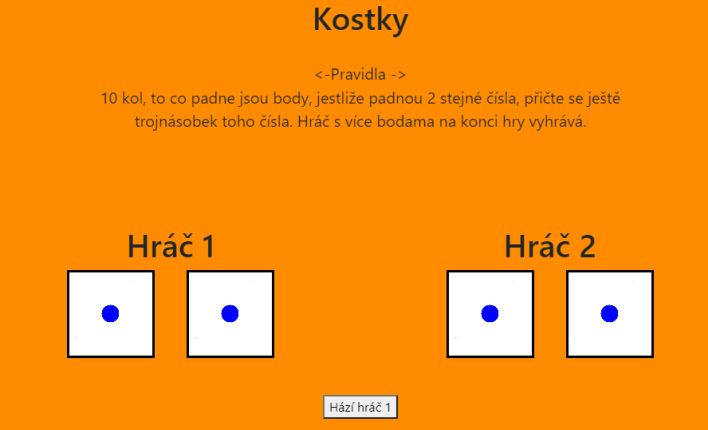 Kostky
<-Pravidla ->
10 kol, to co padne jsou body, jestliže padnou 2 stejné čísla, přičte se ještě
trojnásobek toho čísla. Hráč s více bodama na konci hry vyhrává.
Hráč 1
Hráč 2
Hází hráč 1